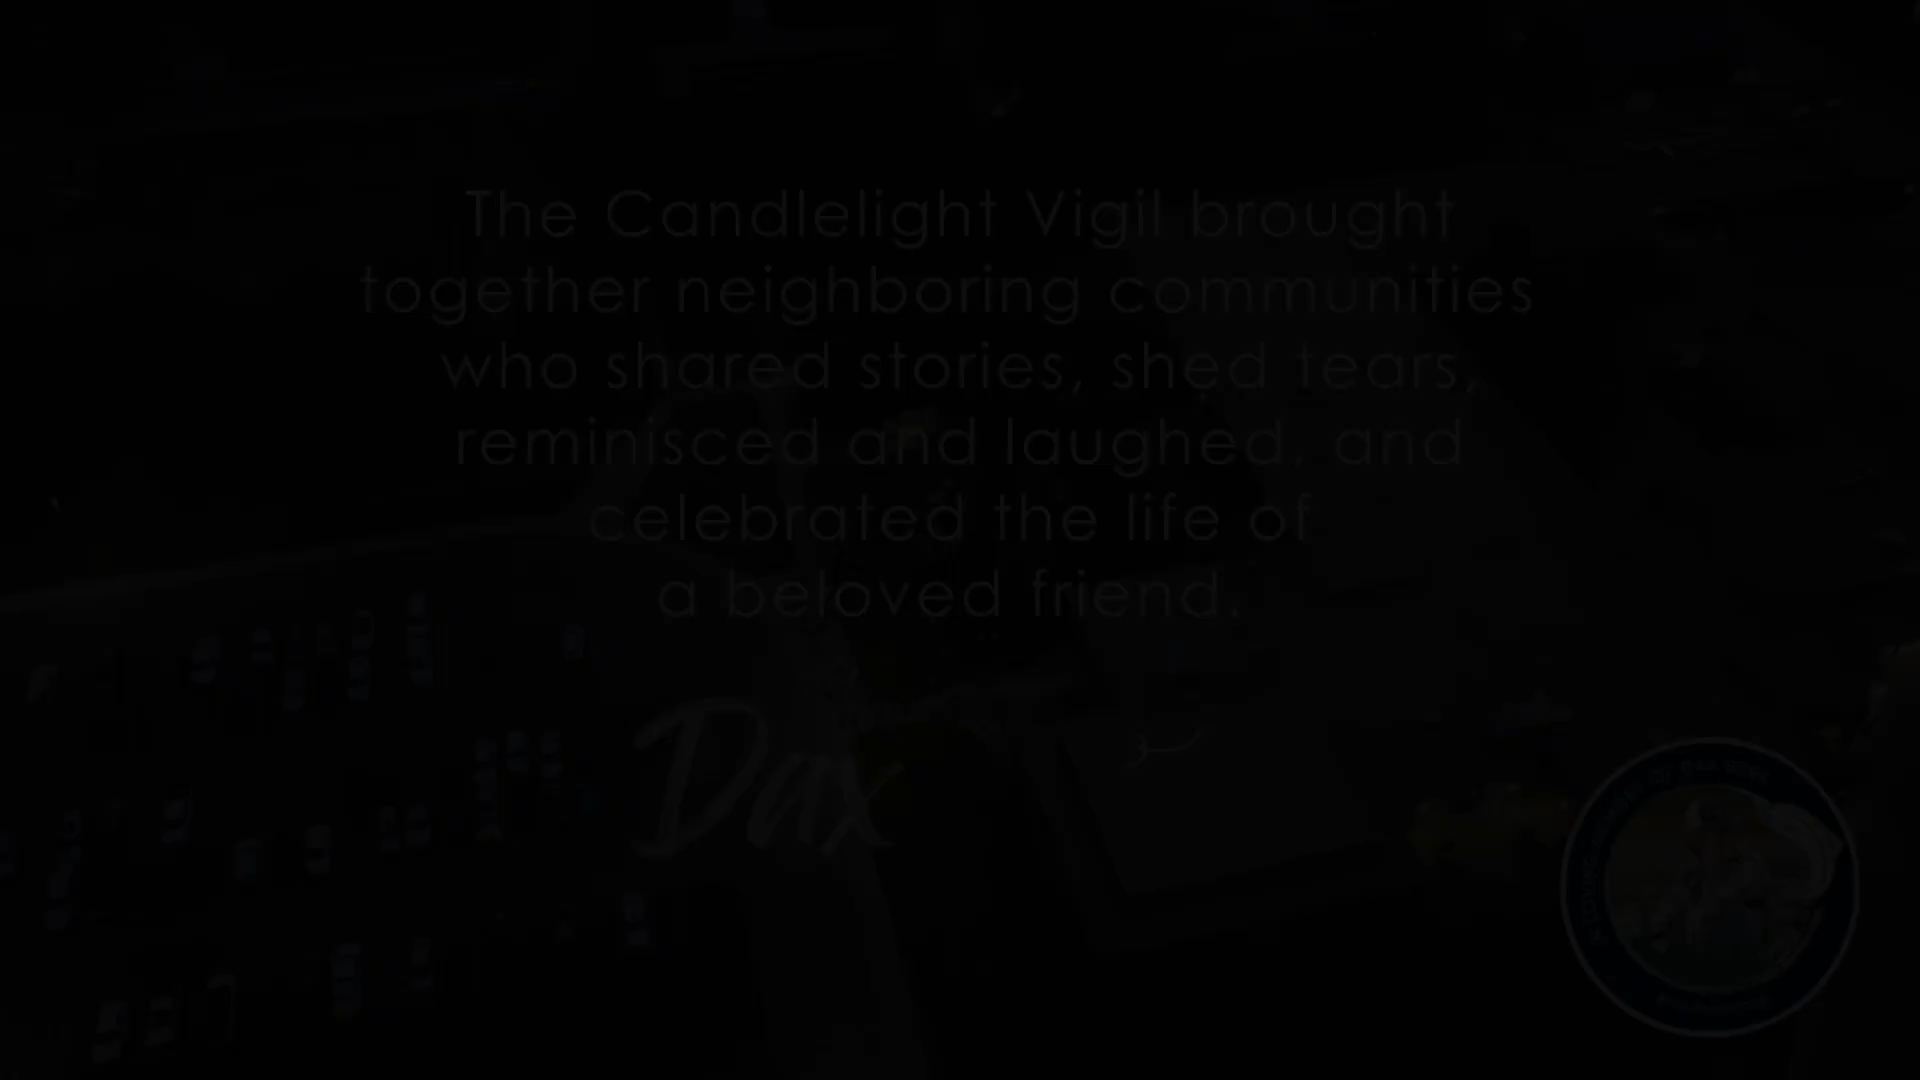 The Candlelight Vigil brought
together neighboring communities
who shared stories, shed tears,
reminisced and laughed, and
celebrated the life of
a beloved friend.
Dax